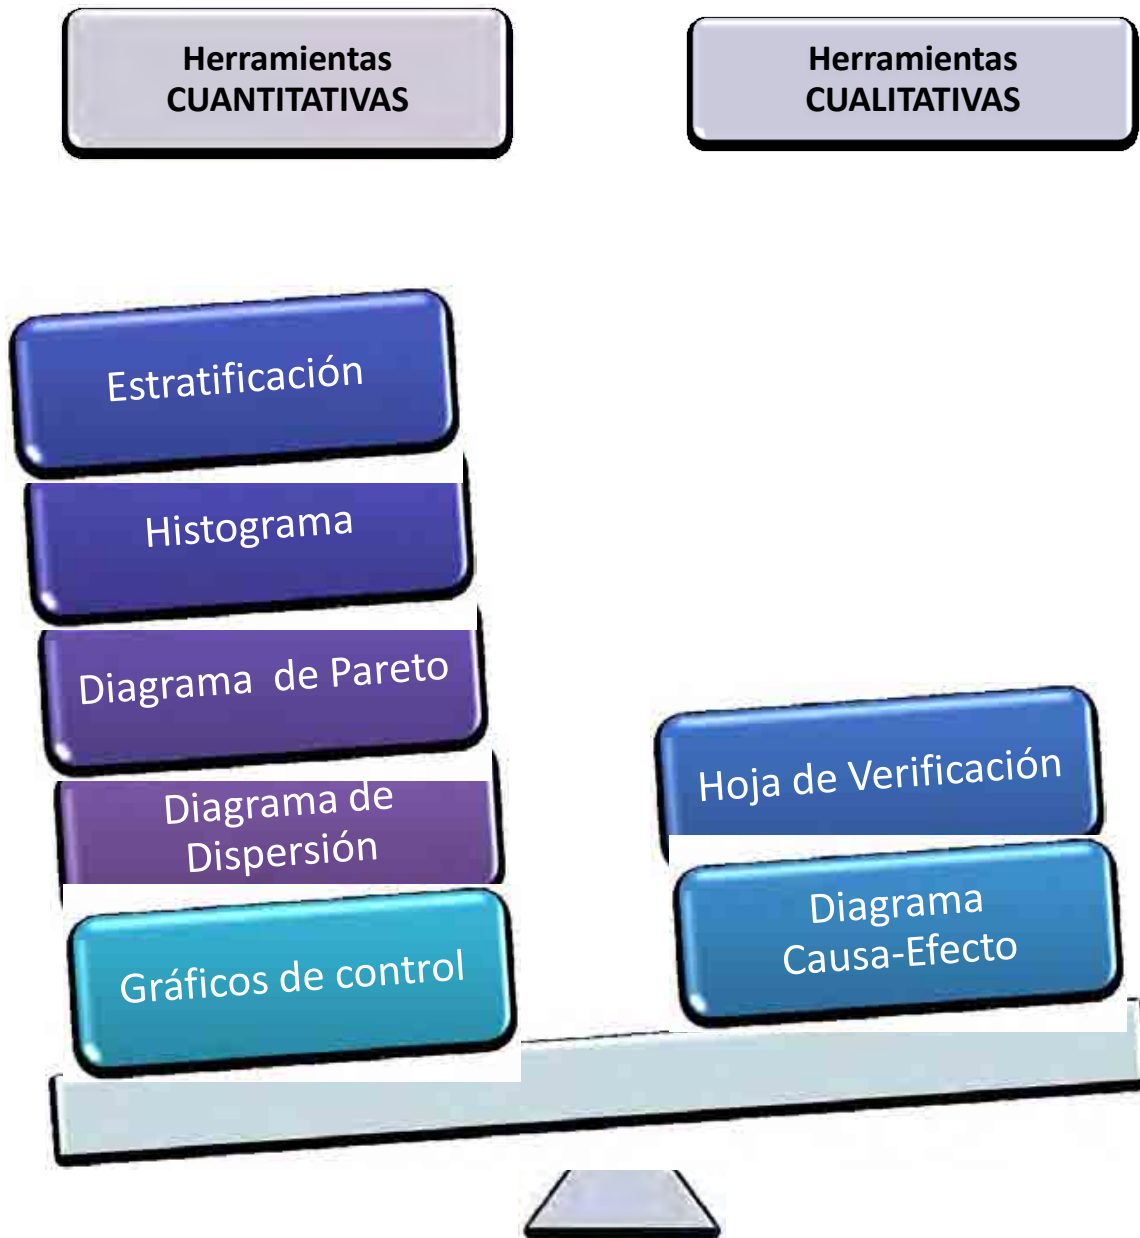 Herramientas
CUANTITATIVAS
Herramientas
CUALITATIVAS
Estratificación
Histograma
Diagrama de Pareto
Diagrama de
Dispersión
Gráficos de control
Hoja de Verificación
Diagrama
Causa-Efecto